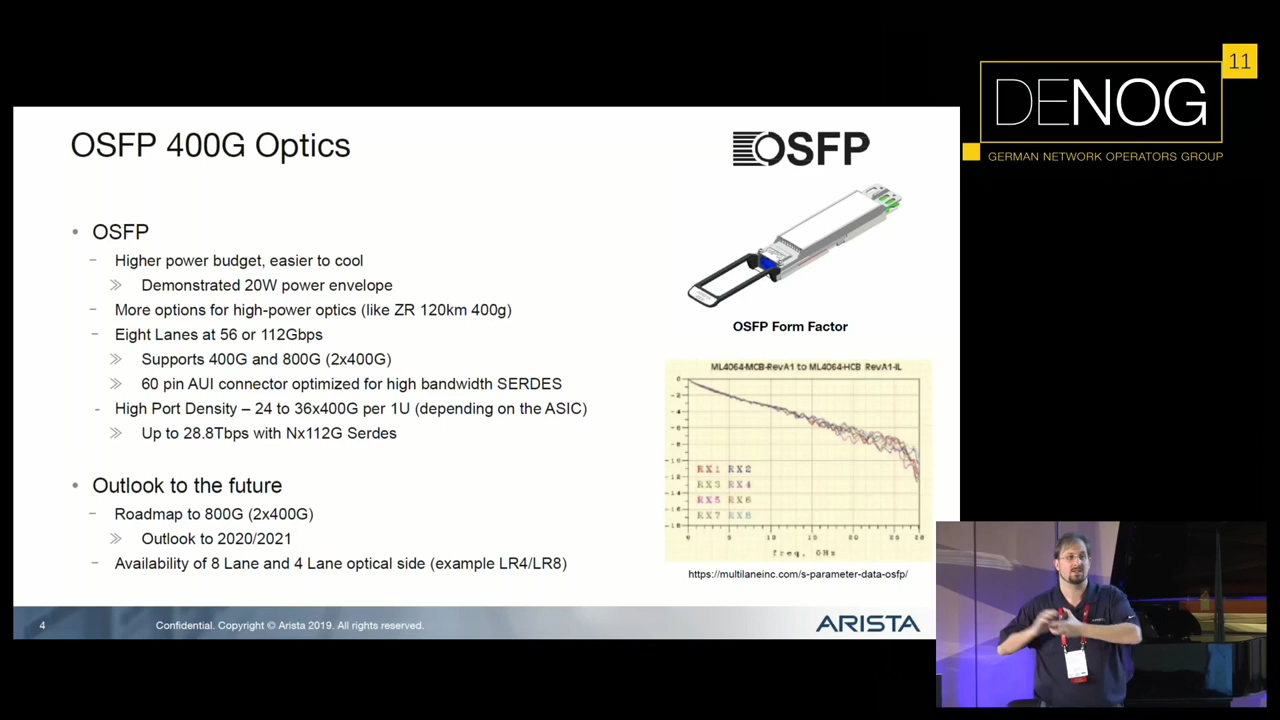 11
DENOG
GERMAN NETWORK OPERATORS GROUP
OSFP 400G Optics
OSFP
• OSFP
– Higher power budget, easier to cool
Demonstrated 20W power envelope
– More options for high-power optics (like ZR 120km 400g)
– Eight Lanes at 56 or 112Gbps
Supports 400G and 800G (2x400G)
60 pin AUI connector optimized for high bandwidth SERDES
- High Port Density – 24 to 36x400G per 1U (depending on the ASIC)
Up to 28.8Tbps with Nx112G Serdes
• Outlook to the future
– Roadmap to 800G (2x400G)
Outlook to 2020/2021
– Availability of 8 Lane and 4 Lane optical side (example LR4/LR8)
OSFP Form Factor
ML4064-MCB-RevA1 to ML4064-HCB RevA1-IL
RX1 RX2
RX3 RX4
RX5 RX6
RX7 RX8
freq, GHz
https://multilaneinc.com/s-parameter-data-osfp/
4
Confidential. Copyright © Arista 2019. All rights reserved.
ARISTA